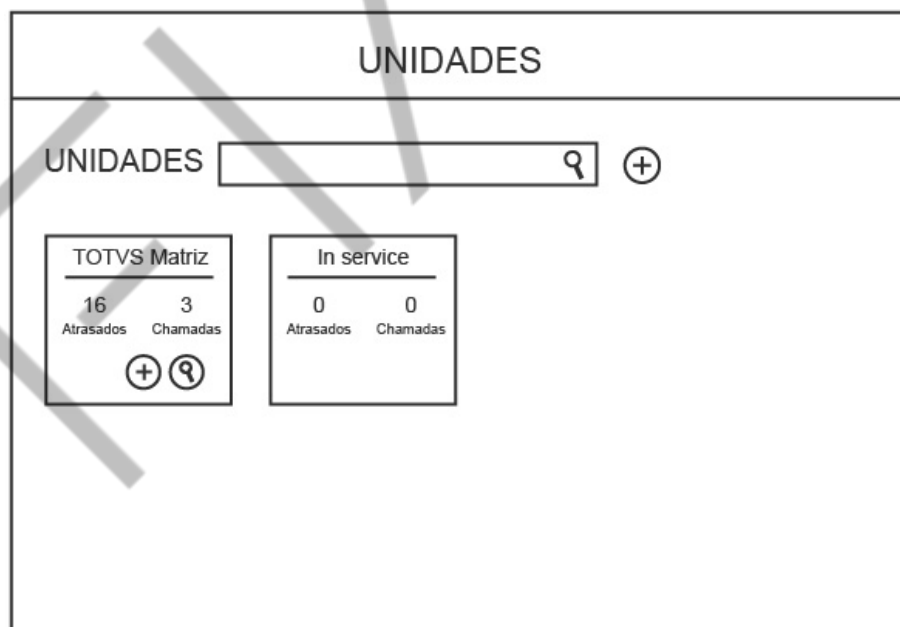 UNIDADES
UNIDADES
TOTVS Matriz
In service
16 3
Atrasados Chamadas
0 0
Atrasados Chamadas